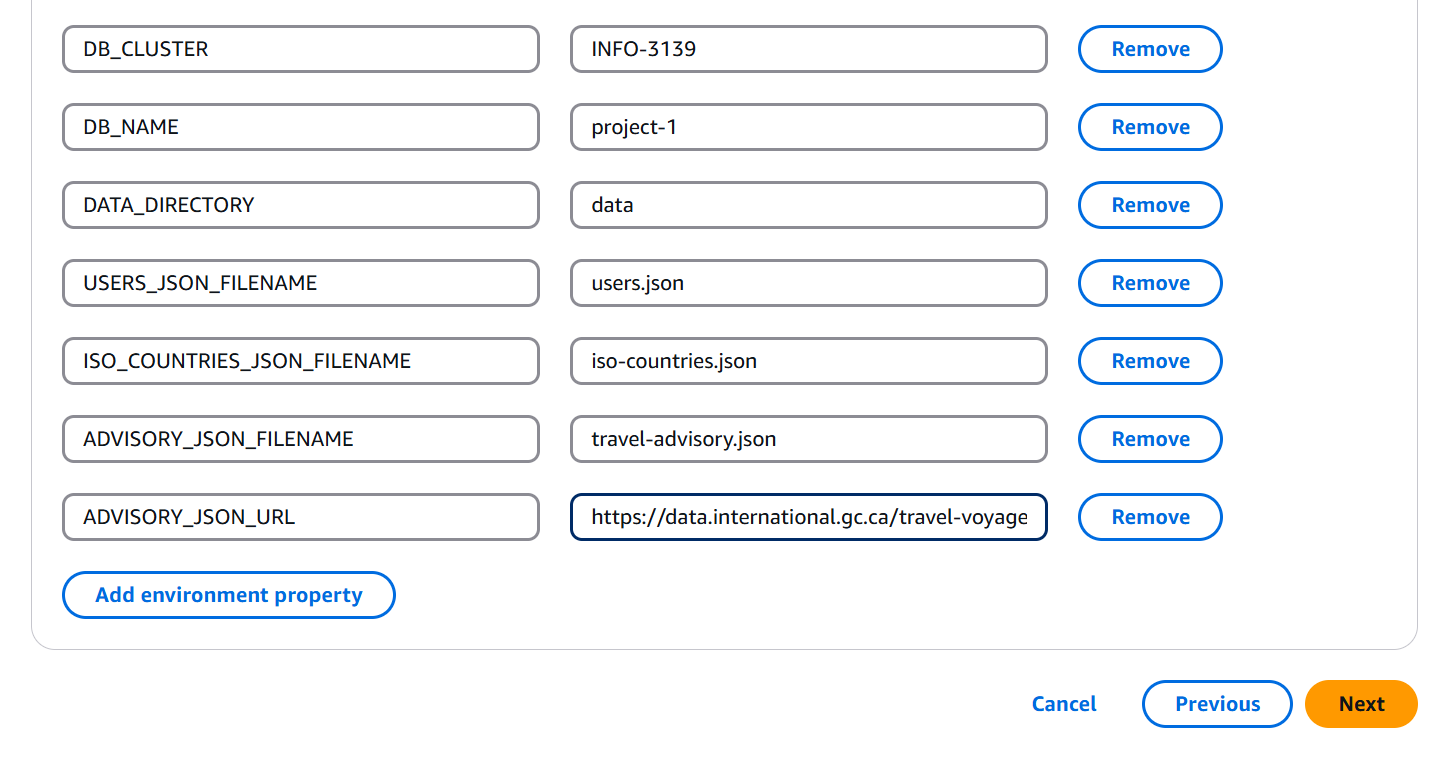 DB_CLUSTER INFO-3139 Remove
DB_NAME project-1 Remove
DATA_DIRECTORY data Remove
USERS_JSON_FILENAME users.json Remove
ISO_COUNTRIES_JSON_FILENAME iso-countries.json Remove
ADVISORY_JSON_FILENAME travel-advisory.json Remove
ADVISORY_JSON_URL https://data.international.gc.ca/travel-voyage Remove
Add environment property
Cancel Previous Next